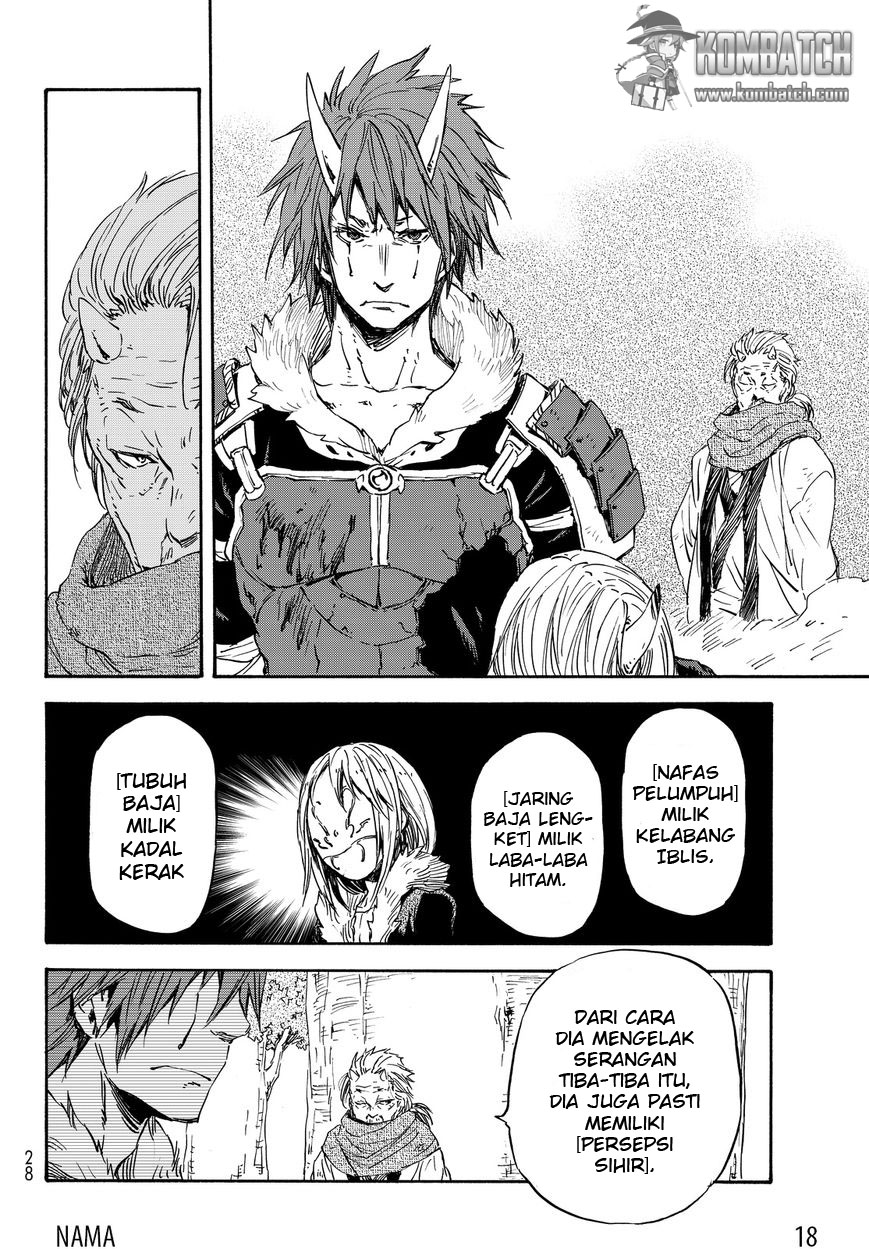 KOMBATCH
www.kombatch.com
[NAFAS
PELUMPUH]
MILIK
KELABANG
IBLIS.
[JARING
BAJA LENG-
KET] MILIK
LABA-LABA
HITAM.
[TUBUH
BAJA]
MILIK
KADAL
KERAK
DARI CARA
DIA MENGELAK
SERANGAN
TIBA-TIBA ITU,
DIA JUGA PASTI
MEMILIKI
[PERSEPSI
SIHIR].
28
NAMA
18